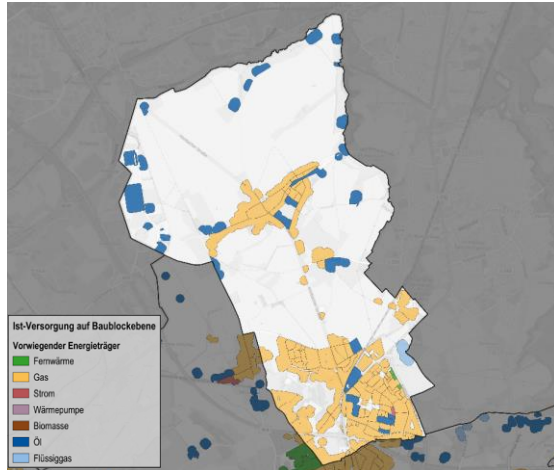 Ist-Versorgung auf Baublockebene
Vorwiegender Energieträger
Fernwärme
Gas
Strom
Wärmepumpe
Biomasse
Öl
Flüssiggas